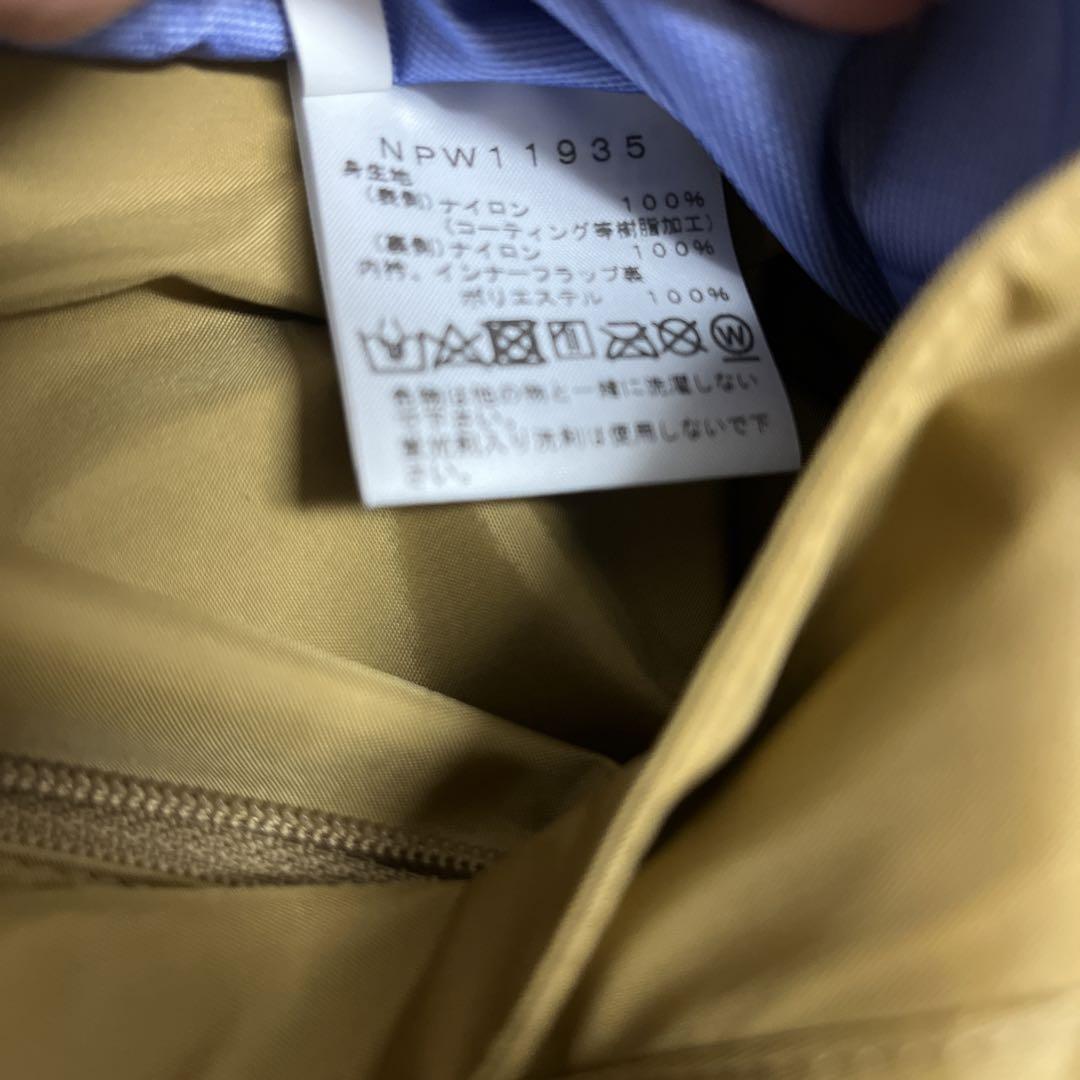 NPW11935
身生地
(表側)ナイロン 100%
(コーティング等樹脂加工)
(裏側)ナイロン 100%
内衿、インナーフラップ裏
ポリエステル 100%
W
色物は他の物と一緒に洗濯しない
で下さい。
蛍光剤入り洗剤は使用しないで下
さい。